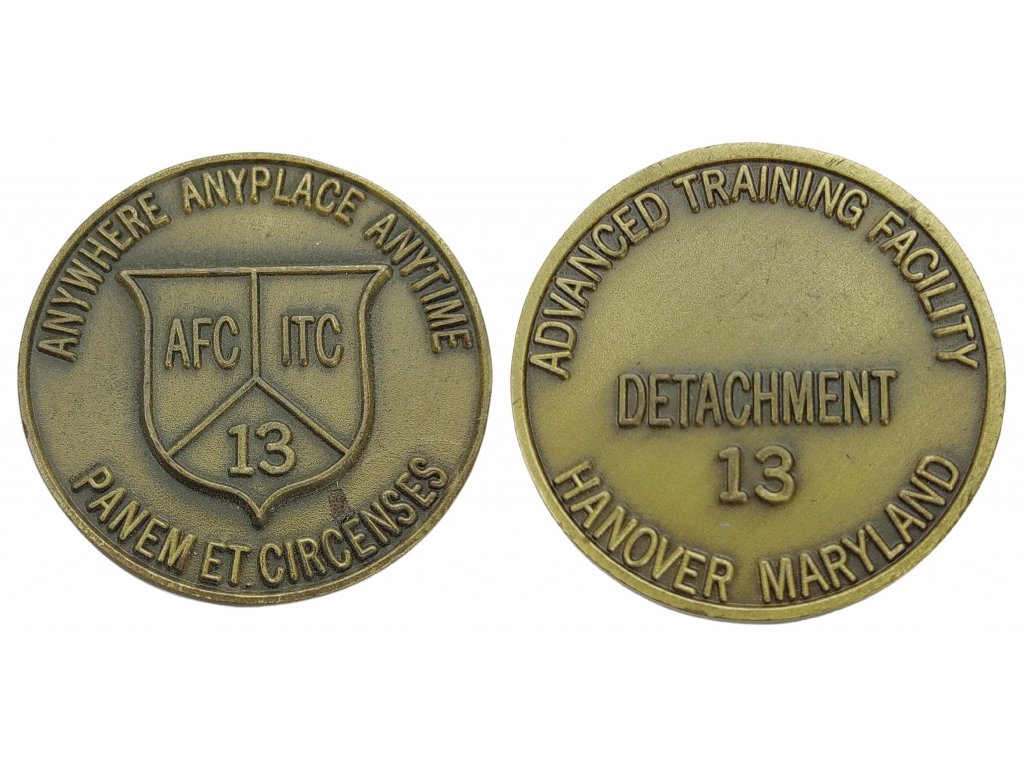 ANYWHERE ANYPLACE ANYTIME
AFC ITC
13
PANEM ET CIRCENSES
ADVANCED TRAINING FACILITY
DETACHMENT
13
HANOVER MARYLAND